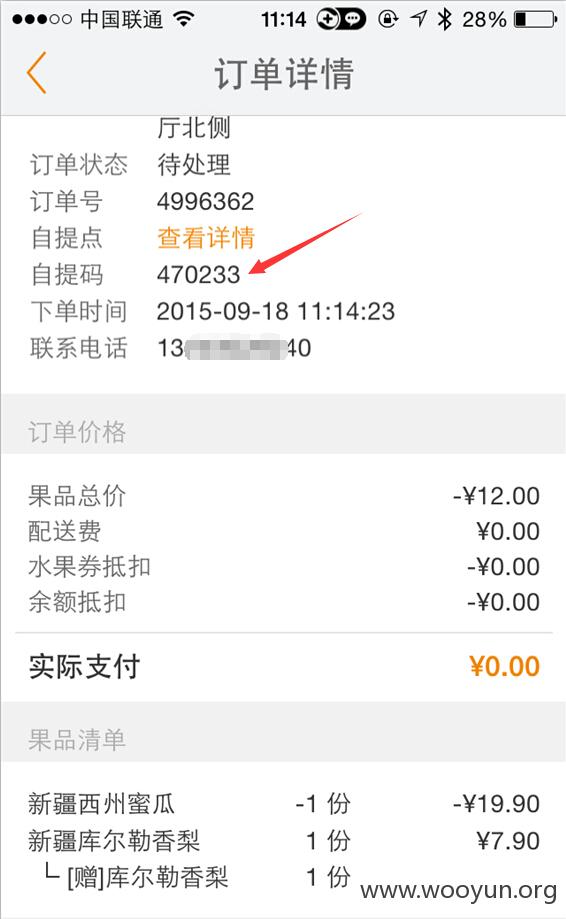 中国联通 11:14 28%
订单详情
厅北侧
订单状态 待处理
订单号 4996362
自提点 查看详情
自提码 470233
下单时间 2015-09-18 11:14:23
联系电话 13 40
订单价格
果品总价 -¥12.00
配送费 ¥0.00
水果券抵扣 -¥0.00
余额抵扣 -¥0.00
实际支付 ¥0.00
果品清单
新疆西州蜜瓜 -1 份 -¥19.90
新疆库尔勒香梨 1 份 ¥7.90
[赠]库尔勒香梨 1 份
www.wooyun.org